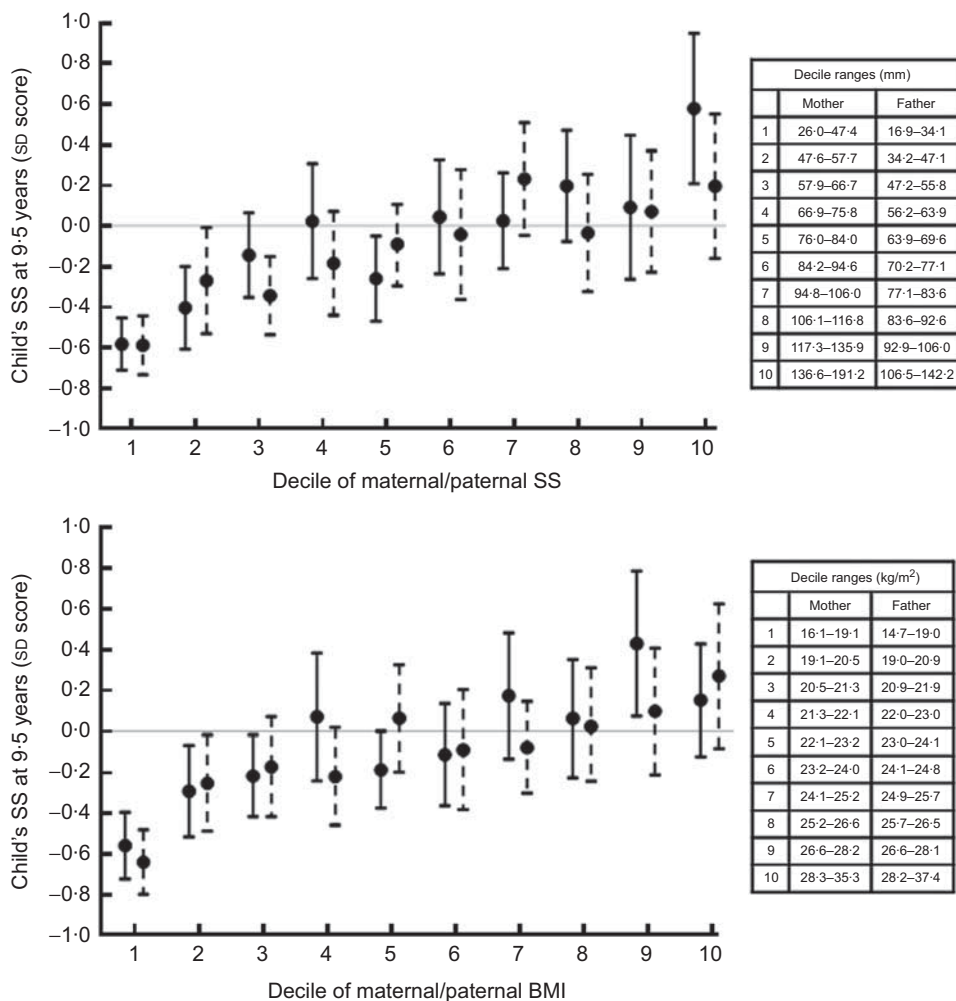 1·0
0·8
0·6
0·4
0·2
0·0
–0·2
–0·4
–0·6
–0·8
–1·0
Child's SS at 9·5 years (SD score)
1 2 3 4 5 6 7 8 9 10
Decile of maternal/paternal SS
Decile ranges (mm)
Mother Father
1 26·0–47·4 16·9–34·1
2 47·6–57·7 34·2–47·1
3 57·9–66·7 47·2–55·8
4 66·9–75·8 56·2–63·9
5 76·0–84·0 63·9–69·6
6 84·2–94·6 70·2–77·1
7 94·8–106·0 77·1–83·6
8 106·1–116·8 83·6–92·6
9 117·3–135·9 92·9–106·0
10 136·6–191·2 106·5–142·2
1·0
0·8
0·6
0·4
0·2
0·0
–0·2
–0·4
–0·6
–0·8
–1·0
Child's SS at 9·5 years (SD score)
1 2 3 4 5 6 7 8 9 10
Decile of maternal/paternal BMI
Decile ranges (kg/m²)
Mother Father
1 16·1–19·1 14·7–19·0
2 19·1–20·5 19·0–20·9
3 20·5–21·3 20·9–21·9
4 21·3–22·1 22·0–23·0
5 22·1–23·2 23·0–24·1
6 23·2–24·0 24·1–24·8
7 24·1–25·2 24·9–25·7
8 25·2–26·6 25·7–26·5
9 26·6–28·2 26·6–28·1
10 28·3–35·3 28·2–37·4